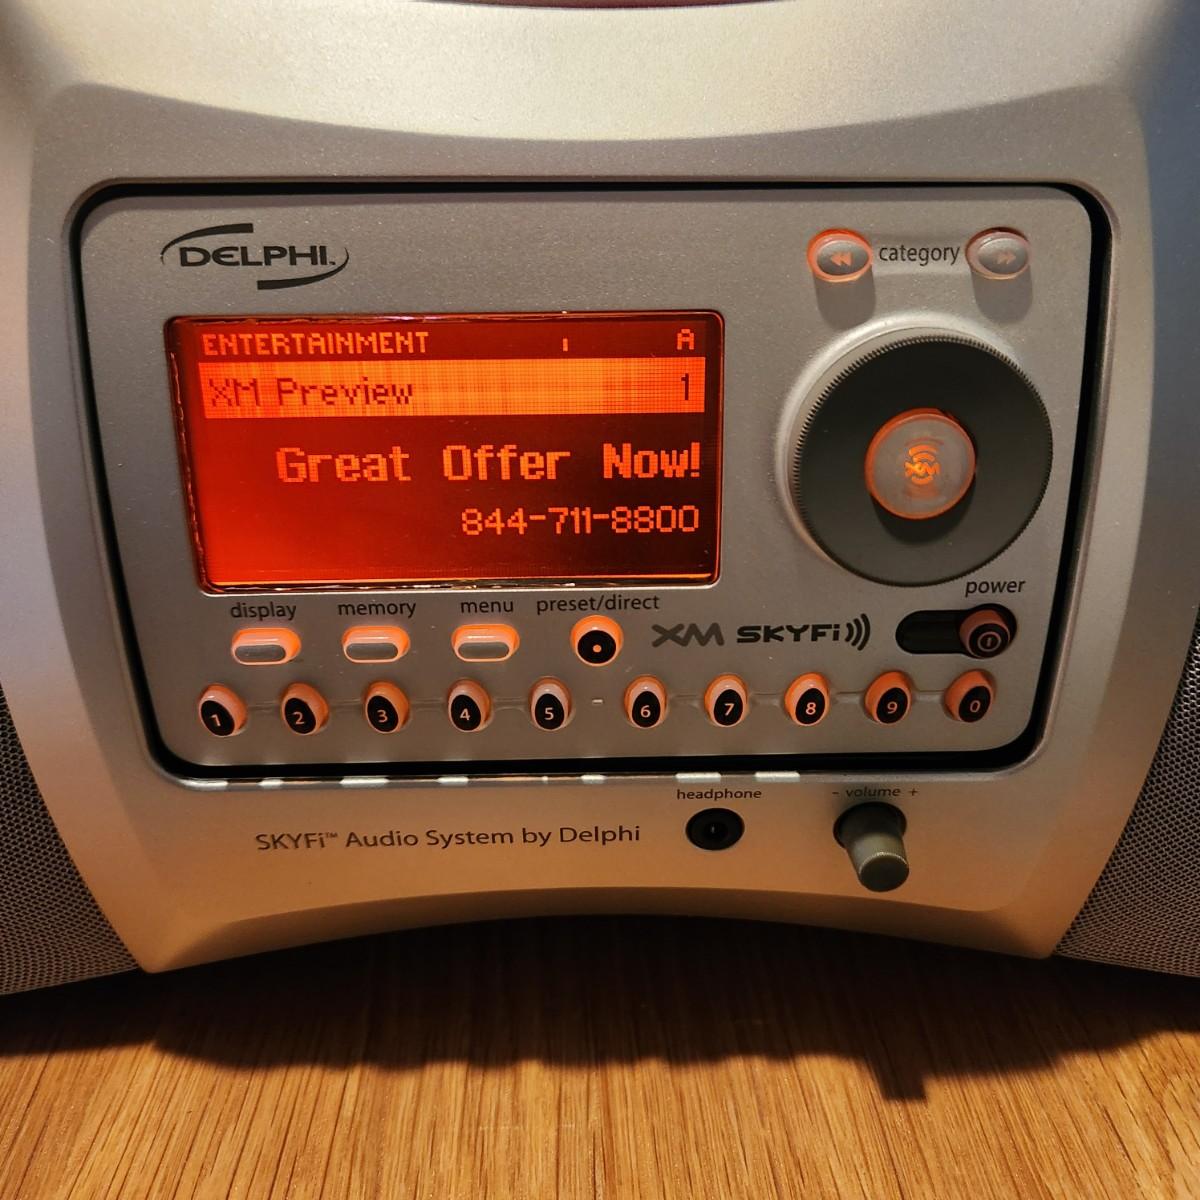 DELPHI
category
ENTERTAINMENT A
XM Preview 1
Great Offer Now!
844-711-8800
XM
power
display memory menu preset/direct
XM SKYFi
1 2 3 4 5 - 6 7 8 9 0
headphone
- volume +
SKYFi™ Audio System by Delphi